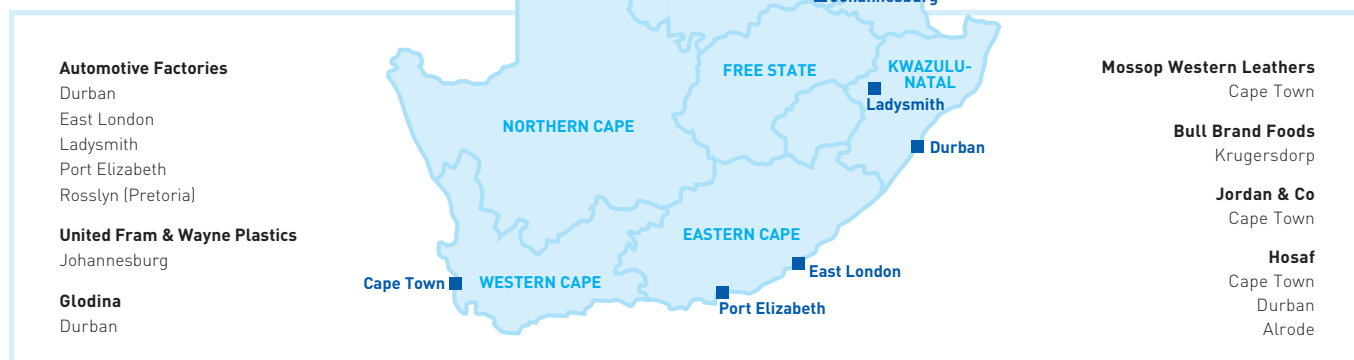 Johannesburg
Automotive Factories
Durban
East London
Ladysmith
Port Elizabeth
Rosslyn (Pretoria)
United Fram & Wayne Plastics
Johannesburg
Glodina
Durban
FREE STATE
KWAZULU-
NATAL
Ladysmith
NORTHERN CAPE
Durban
EASTERN CAPE
East London
Cape Town
WESTERN CAPE
Port Elizabeth
Mossop Western Leathers
Cape Town
Bull Brand Foods
Krugersdorp
Jordan & Co
Cape Town
Hosaf
Cape Town
Durban
Alrode